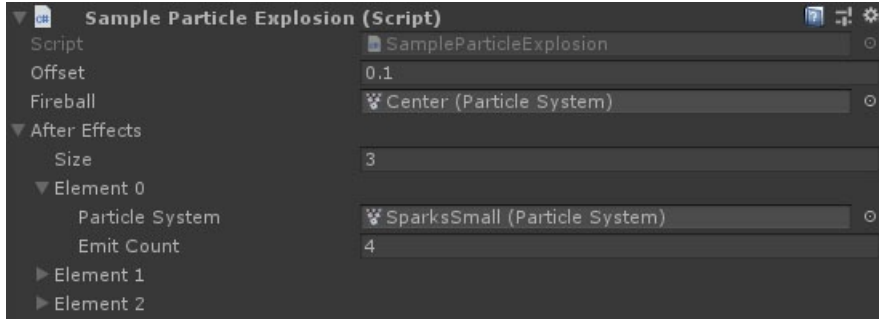 Sample Particle Explosion (Script)
Script SampleParticleExplosion
Offset 0.1
Fireball Center (Particle System)
After Effects
Size 3
Element 0
Particle System SparksSmall (Particle System)
Emit Count 4
Element 1
Element 2